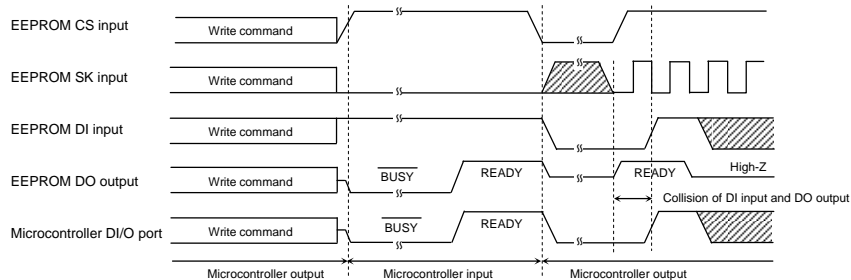 EEPROM CS input
Write command
EEPROM SK input
Write command
EEPROM DI input
Write command
EEPROM DO output
Write command
BUSY
READY
READY
High-Z
Collision of DI input and DO output
Microcontroller DI/O port
Write command
BUSY
READY
Microcontroller output
Microcontroller input
Microcontroller output